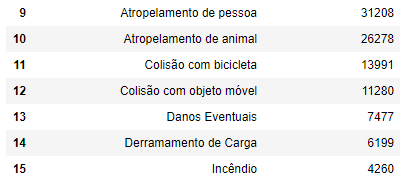 9 Atropelamento de pessoa 31208
10 Atropelamento de animal 26278
11 Colisão com bicicleta 13991
12 Colisão com objeto móvel 11280
13 Danos Eventuais 7477
14 Derramamento de Carga 6199
15 Incêndio 4260